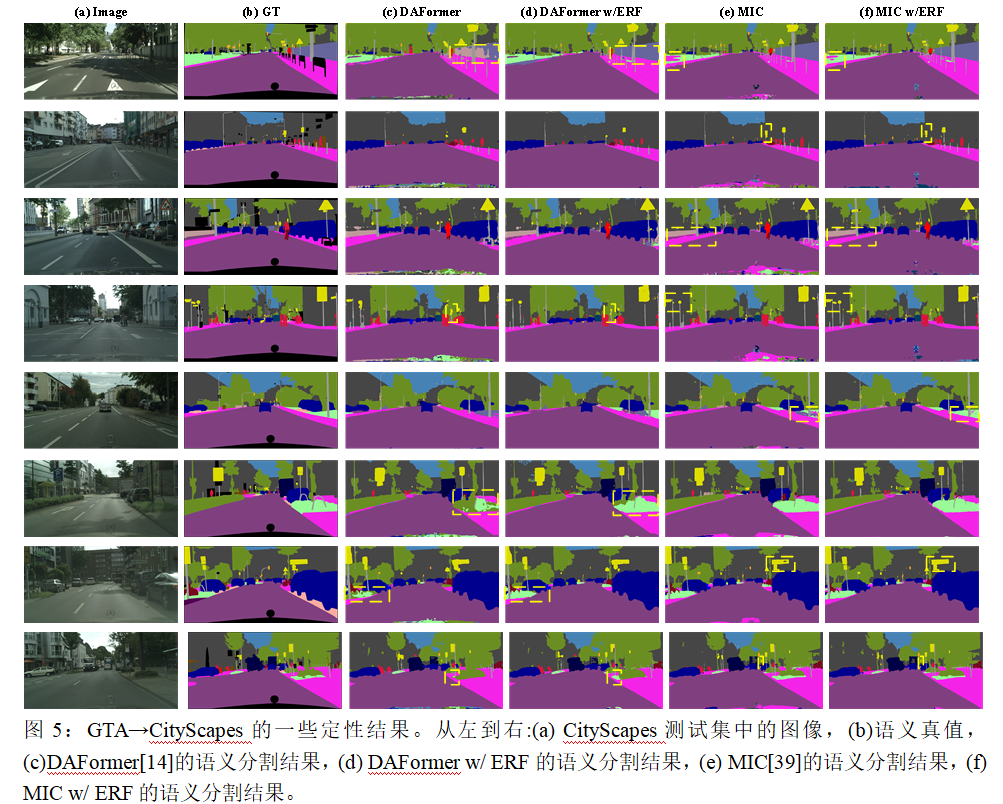 (a) Image (b) GT (c) DAFormer (d) DAFormer w/ERF (e) MIC (f) MIC w/ERF
图 5：GTA→CityScapes 的一些定性结果。从左到右:(a) CityScapes 测试集中的图像，(b)语义真值，
(c)DAFormer[14]的语义分割结果，(d) DAFormer w/ ERF 的语义分割结果，(e) MIC[39]的语义分割结果，(f)
MIC w/ ERF 的语义分割结果。